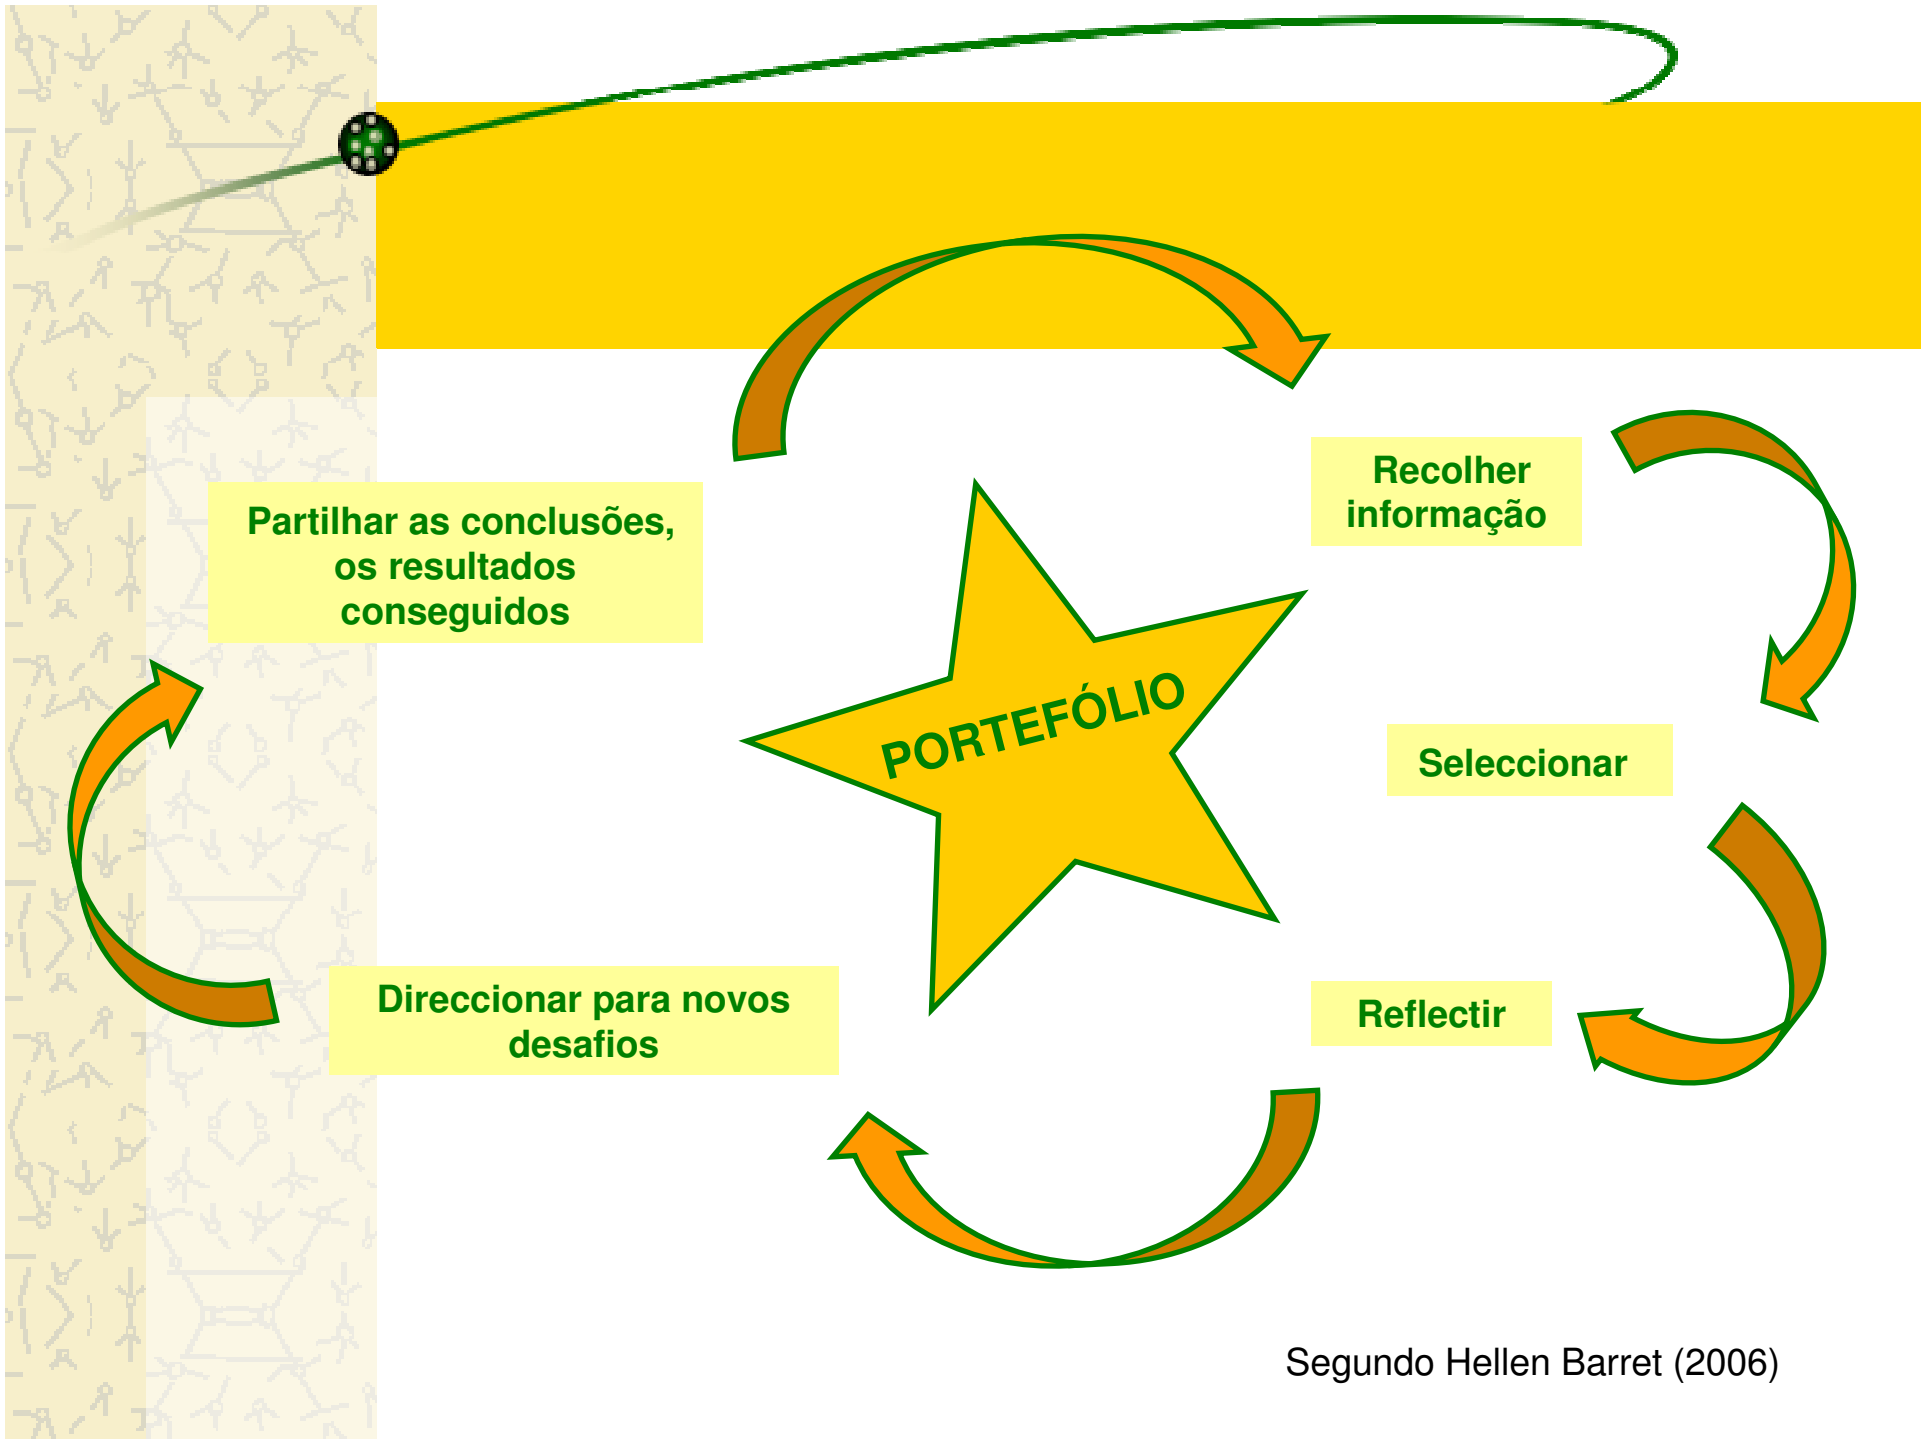 Recolher
informação
Partilhar as conclusões,
os resultados
conseguidos
PORTEFÓLIO
Seleccionar
Direccionar para novos
desafios
Reflectir
Segundo Hellen Barret (2006)